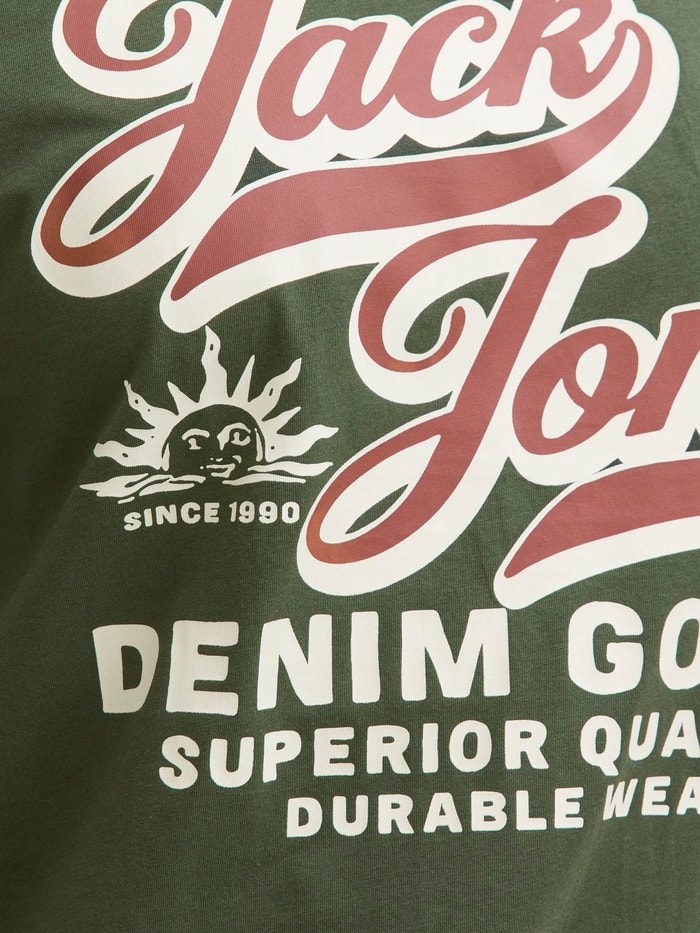 Jack
Jon
SINCE 1990
DENIM GO
SUPERIOR QUA
DURABLE WEA